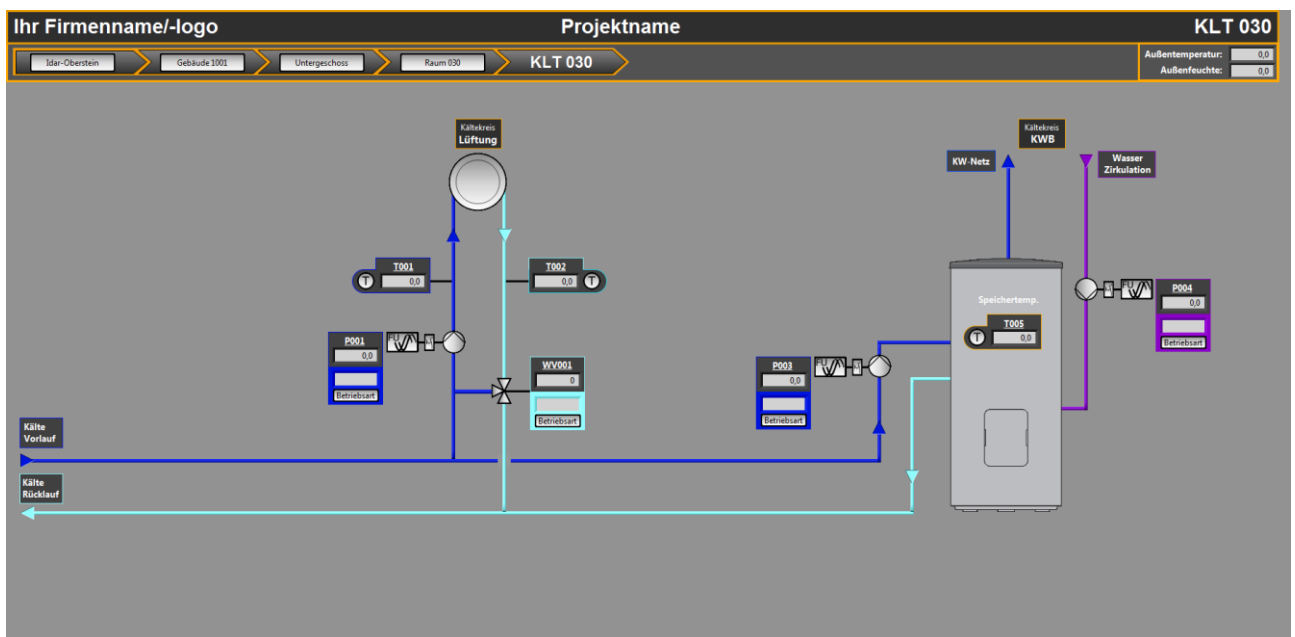 Ihr Firmenname/-logo
Projektname
KLT 030
Idar-Oberstein
Gebäude 1001
Untergeschoss
Raum 030
KLT 030
Außentemperatur: 0,0
Außenfeuchte: 0,0
Kältekreis
Lüftung
Kältekreis
KWB
KW-Netz
Wasser
Zirkulation
T001
T 0,0
T002
0,0 T
P001
0,0
Betriebsart
FU
M
WV001
0
Betriebsart
P003
0,0
Betriebsart
FU
M
Speichertemp.
T005
T 0,0
M
FU
P004
0,0
Betriebsart
Kälte
Vorlauf
Kälte
Rücklauf